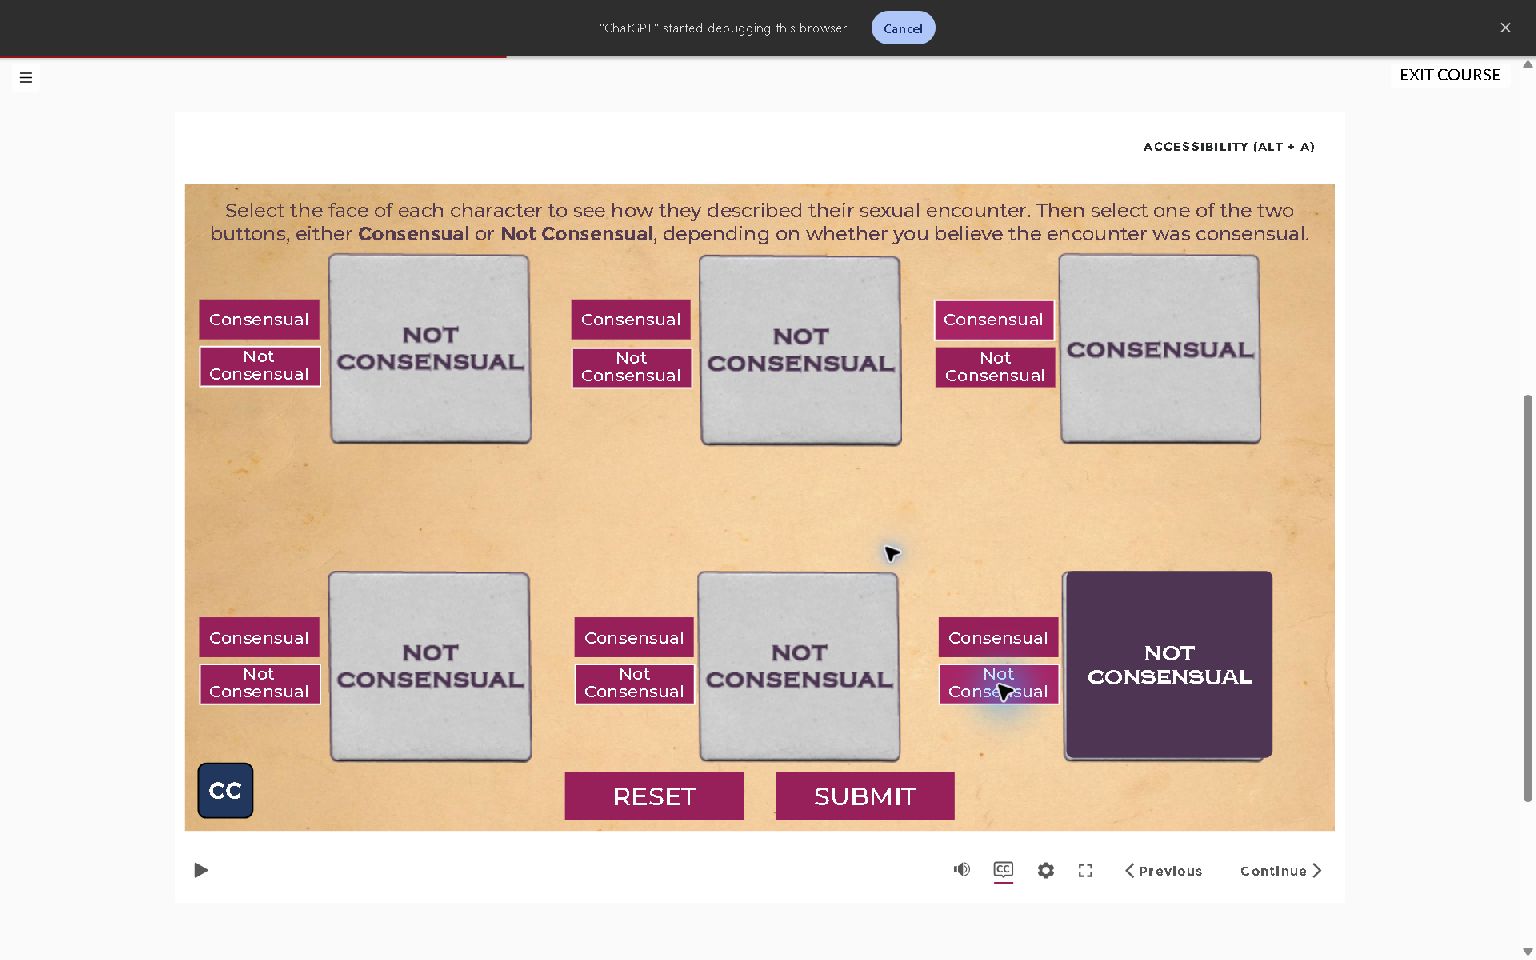 "ChatGPT" started debugging this browser
Cancel
EXIT COURSE
ACCESSIBILITY (ALT + A)
Select the face of each character to see how they described their sexual encounter. Then select one of the two
buttons, either Consensual or Not Consensual, depending on whether you believe the encounter was consensual.
Consensual
Not
Consensual
NOT
CONSENSUAL
Consensual
Not
Consensual
NOT
CONSENSUAL
Consensual
Not
Consensual
CONSENSUAL
Consensual
Not
Consensual
NOT
CONSENSUAL
Consensual
Not
Consensual
NOT
CONSENSUAL
Consensual
Not
Consensual
NOT
CONSENSUAL
CC
RESET
SUBMIT
CC
Previous
Continue